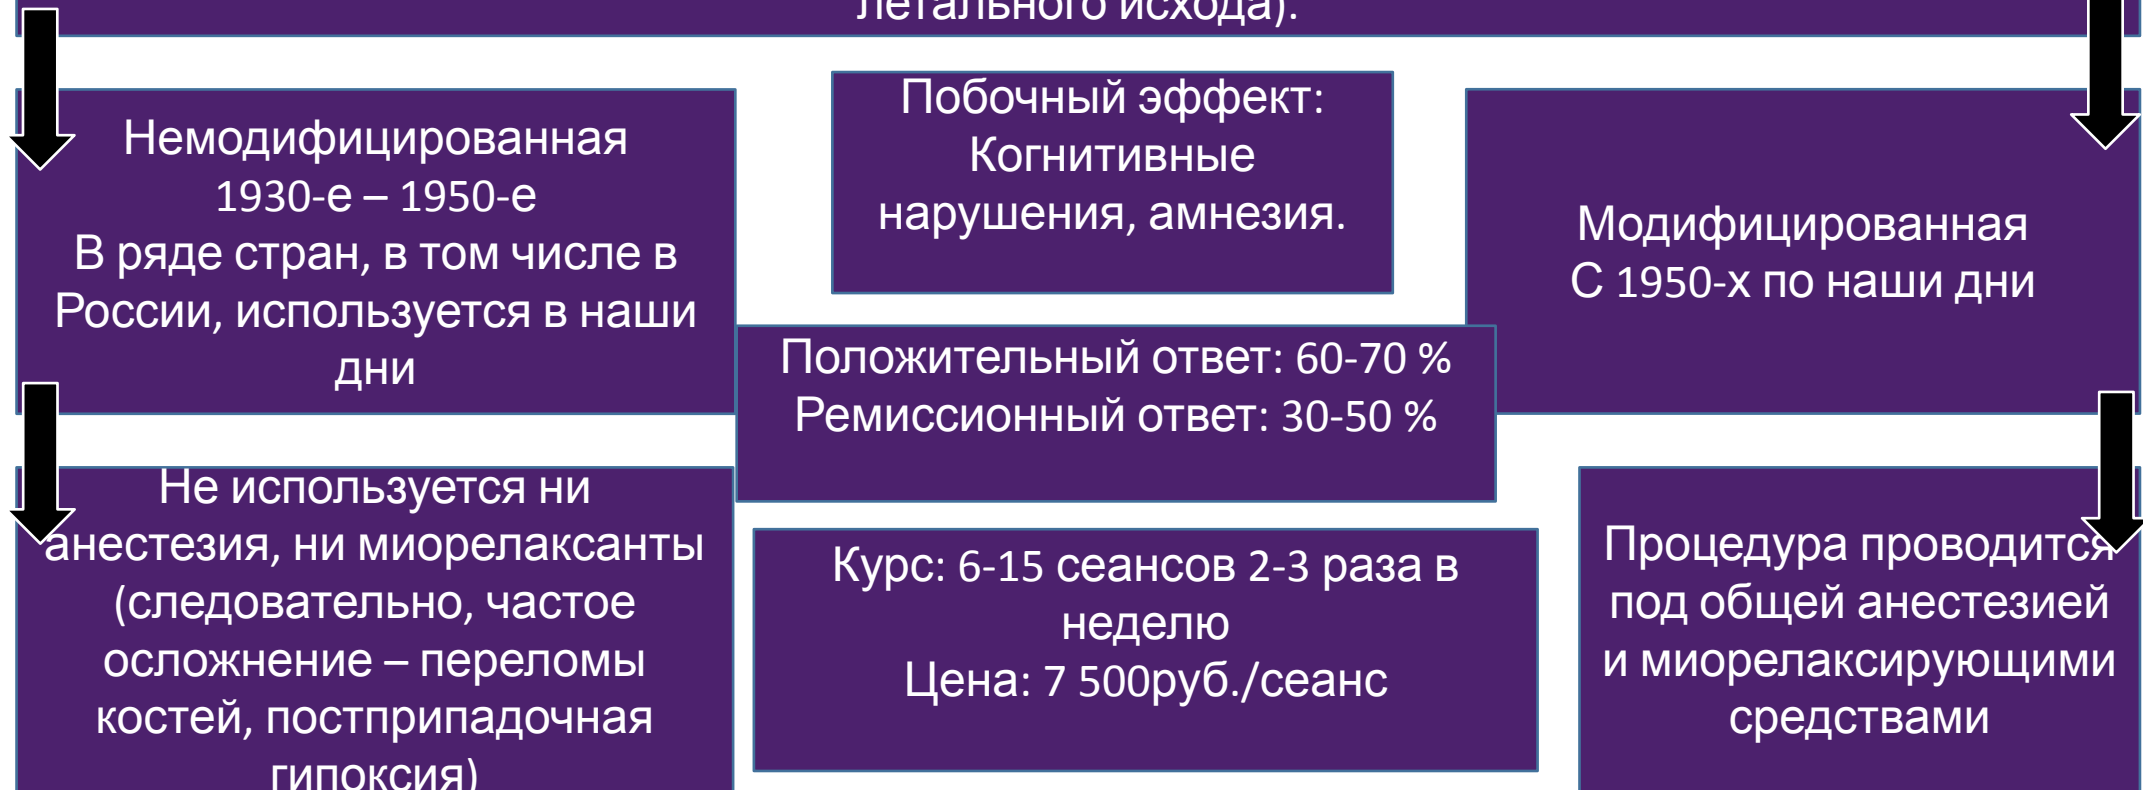 летального исхода).
Немодифицированная
1930-е – 1950-е
В ряде стран, в том числе в
России, используется в наши
дни
Побочный эффект:
Когнитивные
нарушения, амнезия.
Модифицированная
С 1950-х по наши дни
Положительный ответ: 60-70 %
Ремиссионный ответ: 30-50 %
Не используется ни
анестезия, ни миорелаксанты
(следовательно, частое
осложнение – переломы
костей, постприпадочная
гипоксия)
Курс: 6-15 сеансов 2-3 раза в
неделю
Цена: 7 500руб./сеанс
Процедура проводится
под общей анестезией
и миорелаксирующими
средствами